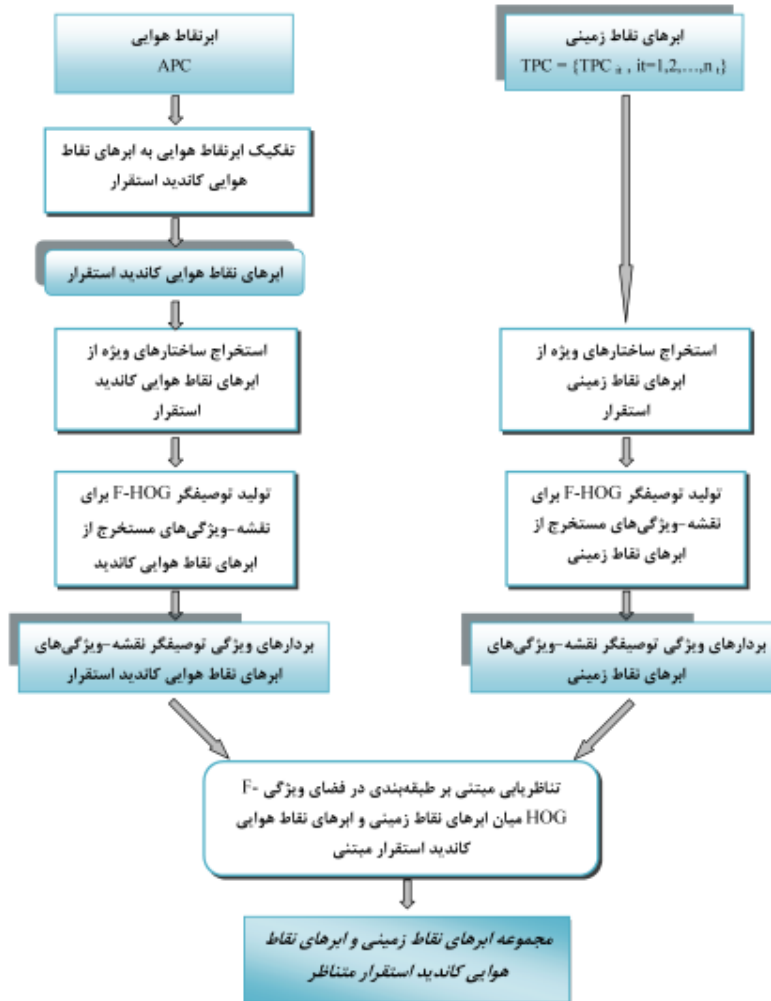 ابرنقاط هوایی
APC
تفکیک ابرنقاط هوایی به ابرهای نقاط
هوایی کاندید استقرار
ابرهای نقاط هوایی کاندید استقرار
استخراج ساختارهای ویژه از
ابرهای نقاط هوایی کاندید
استقرار
تولید توصیفگر F-HOG برای
نقشه-ویژگی‌های مستخرج از
ابرهای نقاط هوایی کاندید
بردارهای ویژگی توصیفگر نقشه-ویژگی‌های
ابرهای نقاط هوایی کاندید استقرار
ابرهای نقاط زمینی
TPC = {TPC it , it=1,2,…,n t}
استخراج ساختارهای ویژه از
ابرهای نقاط زمینی
استقرار
تولید توصیفگر F-HOG برای
نقشه-ویژگی‌های مستخرج از
ابرهای نقاط زمینی
بردارهای ویژگی توصیفگر نقشه-ویژگی‌های
ابرهای نقاط زمینی
تناظریابی مبتنی بر طبقه‌بندی در فضای ویژگی F-
HOG میان ابرهای نقاط زمینی و ابرهای نقاط هوایی
کاندید استقرار مبتنی
مجموعه ابرهای نقاط زمینی و ابرهای نقاط
هوایی کاندید استقرار متناظر